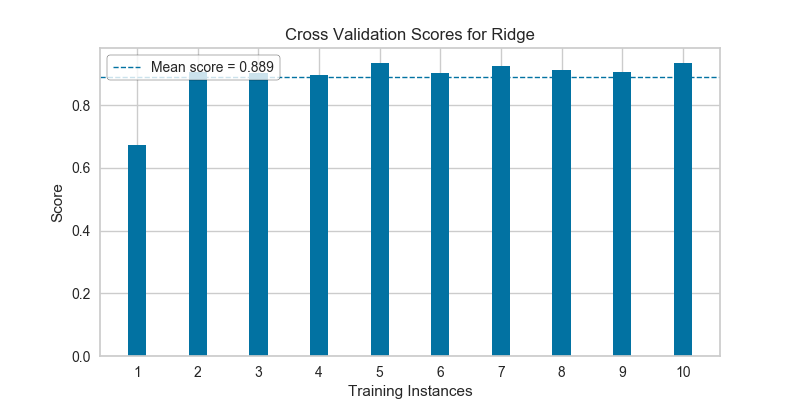 Cross Validation Scores for Ridge
Mean score = 0.889
0.8
0.6
0.4
0.2
0.0
Score
1 2 3 4 5 6 7 8 9 10
Training Instances